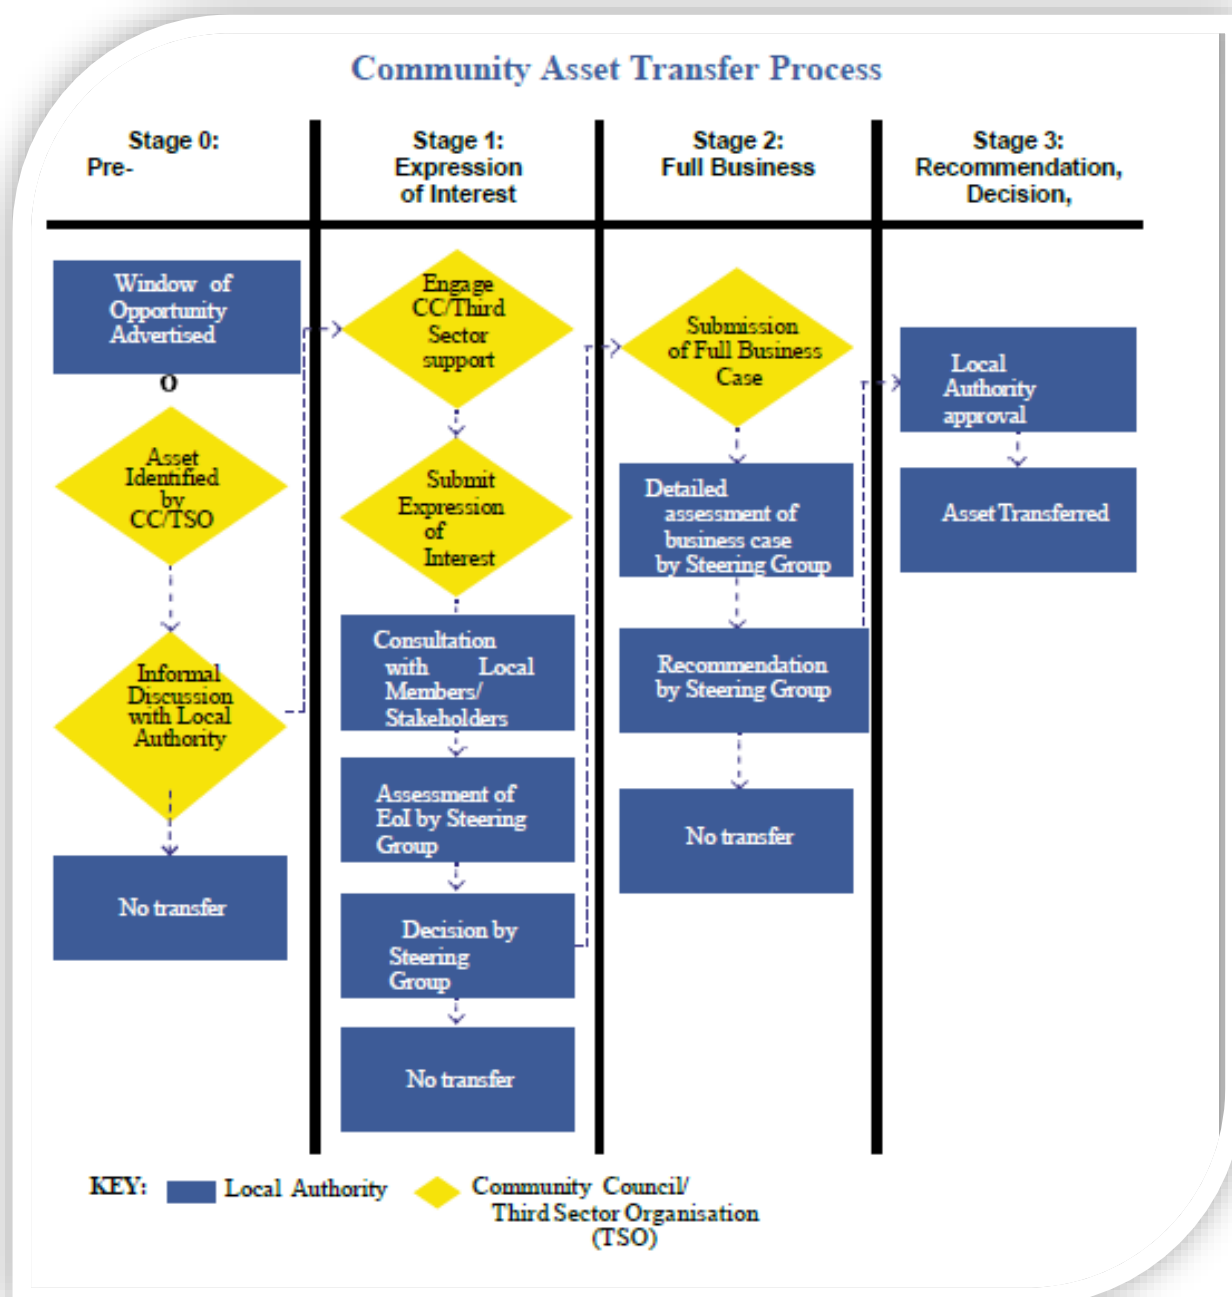 Community Asset Transfer Process
Stage 0:
Pre-
Stage 1:
Expression
of Interest
Stage 2:
Full Business
Stage 3:
Recommendation,
Decision,
Window of
Opportunity
Advertised
O
Asset
Identified
by
CC/TSO
Informal
Discussion
with Local
Authority
No transfer
Engage
CC/Third
Sector
support
Submit
Expression
of
Interest
Consultation
with Local
Members/
Stakeholders
Assessment of
EoI by Steering
Group
Decision by
Steering
Group
No transfer
Submission
of Full Business
Case
Detailed
assessment of
business case
by Steering Group
Recommendation
by Steering Group
No transfer
Local
Authority
approval
Asset Transferred
KEY:
Local Authority
Community Council/
Third Sector Organisation
(TSO)